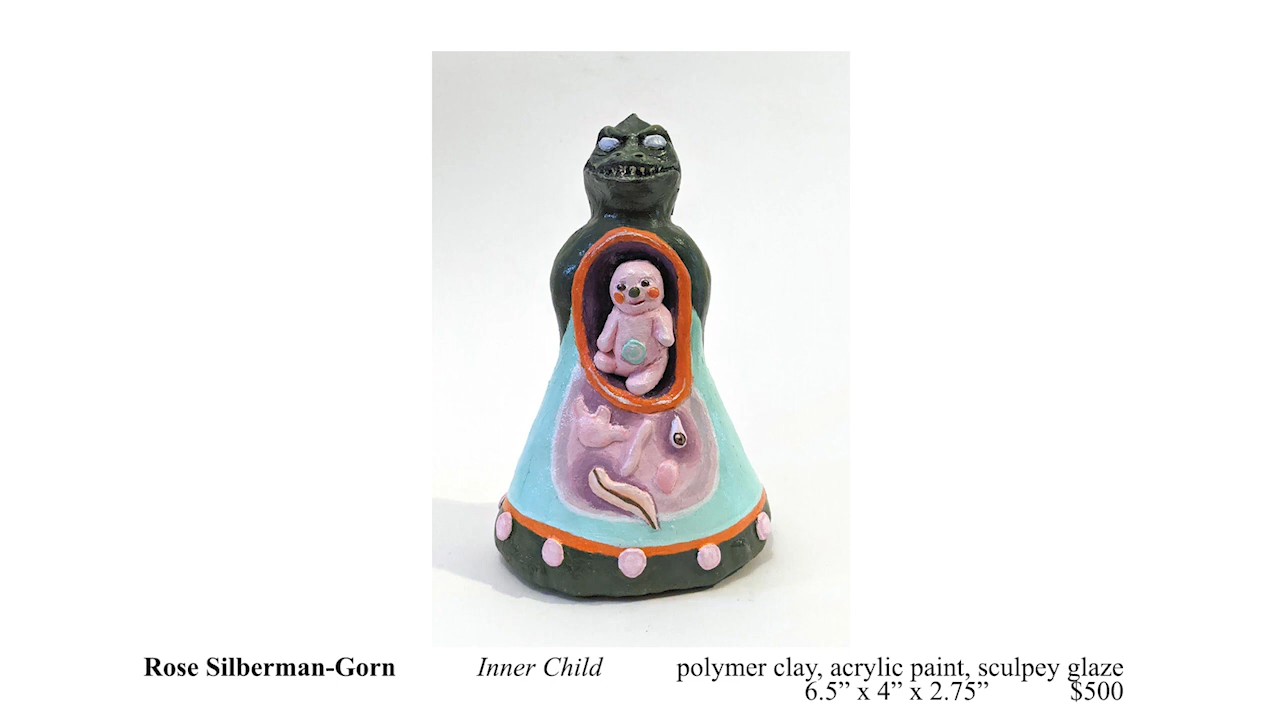 Rose Silberman-Gorn Inner Child polymer clay, acrylic paint, sculpey glaze
6.5” x 4” x 2.75” $500